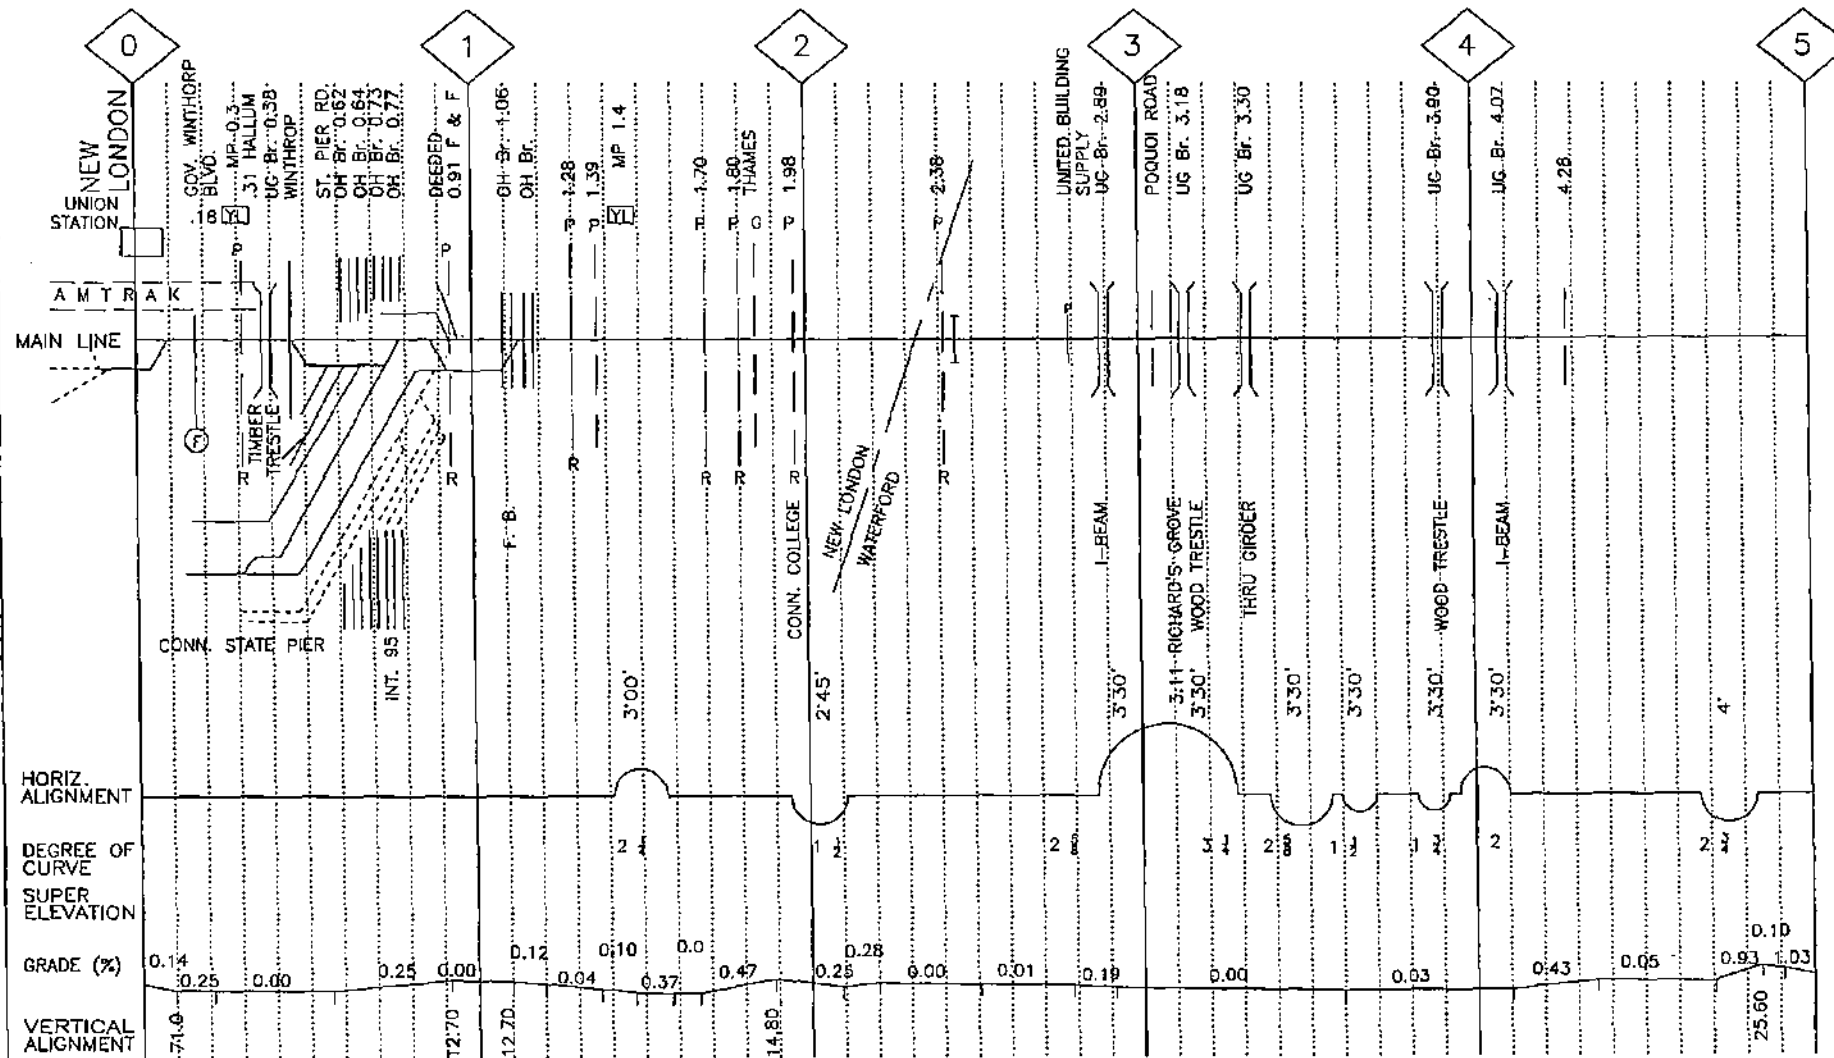 0 1 2 3 4 5
NEW
LONDON
UNION
STATION
GOV. WINTHORP
BLVD.
.18 YL
MP 0.3
.31 HALLUM
UG Br. 0.38
WINTHROP
ST. PIER RD.
OH Br. 0.62
OH Br. 0.64
OH Br. 0.73
OH Br. 0.77
DEEDED
0.91 F & F
OH Br. 1.06
OH Br.
1.28
1.39
MP 1.4
YL
1.70
1.80
THAMES
1.98
2.38
UNITED BUILDING
SUPPLY
UG Br. 2.89
POQUOI ROAD
UG Br. 3.18
UG Br. 3.30
UG Br. 3.90
UG Br. 4.07
4.28
P P P P P P G P P P
AMTRAK
MAIN LINE
F
TIMBER
TRESTLE
R R R R R R R
F. B.
CONN. STATE PIER
INT. 95
CONN. COLLEGE
NEW LONDON
WATERFORD
I-BEAM
3.11 RICHARD'S GROVE
WOOD TRESTLE
THRU GIRDER
WOOD TRESTLE
I-BEAM
3°00' 2°45' 3°30' 3°30' 3°30' 3°30' 3°30' 3°30' 4°
HORIZ.
ALIGNMENT
DEGREE OF
CURVE
1 1/2 1 1/2 2
SUPER
ELEVATION
GRADE (%)
0.14 0.25 0.00 0.25 0.00 0.12 0.04 0.10 0.37 0.0 0.47 0.25 0.28 0.00 0.01 0.19 0.00 0.03 0.43 0.05 0.93 0.10 1.03
VERTICAL
ALIGNMENT
12.70 14.80 25.60